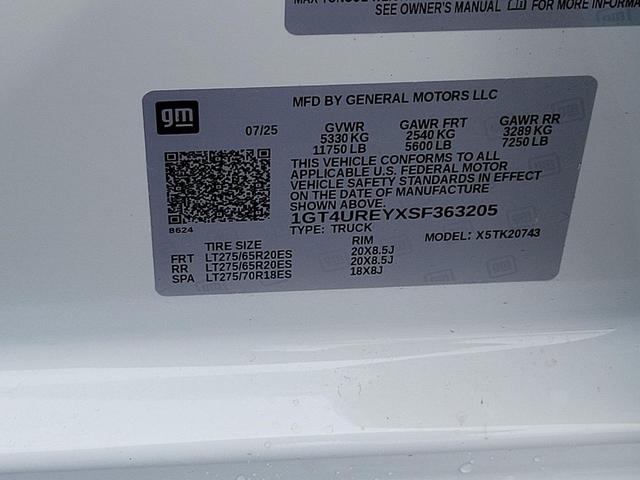 SEE OWNER'S MANUAL FOR MORE INFORMA
gm
MFD BY GENERAL MOTORS LLC
07/25
GVWR GAWR FRT GAWR RR
5330 KG 2540 KG 3289 KG
11750 LB 5600 LB 7250 LB
THIS VEHICLE CONFORMS TO ALL
APPLICABLE U.S. FEDERAL MOTOR
VEHICLE SAFETY STANDARDS IN EFFECT
ON THE DATE OF MANUFACTURE
SHOWN ABOVE.
1GT4UREYXSF363205
8624
TYPE: TRUCK MODEL: X5TK20743
TIRE SIZE RIM
FRT LT275/65R20ES 20X8.5J
RR LT275/65R20ES 20X8.5J
SPA LT275/70R18ES 18X8J